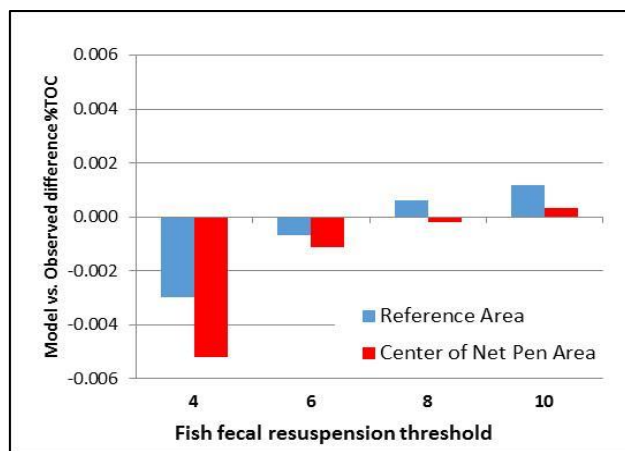 0.006
0.004
0.002
0.000
-0.002
-0.004
-0.006
Model vs. Observed difference%TOC
Reference Area
Center of Net Pen Area
4 6 8 10
Fish fecal resuspension threshold